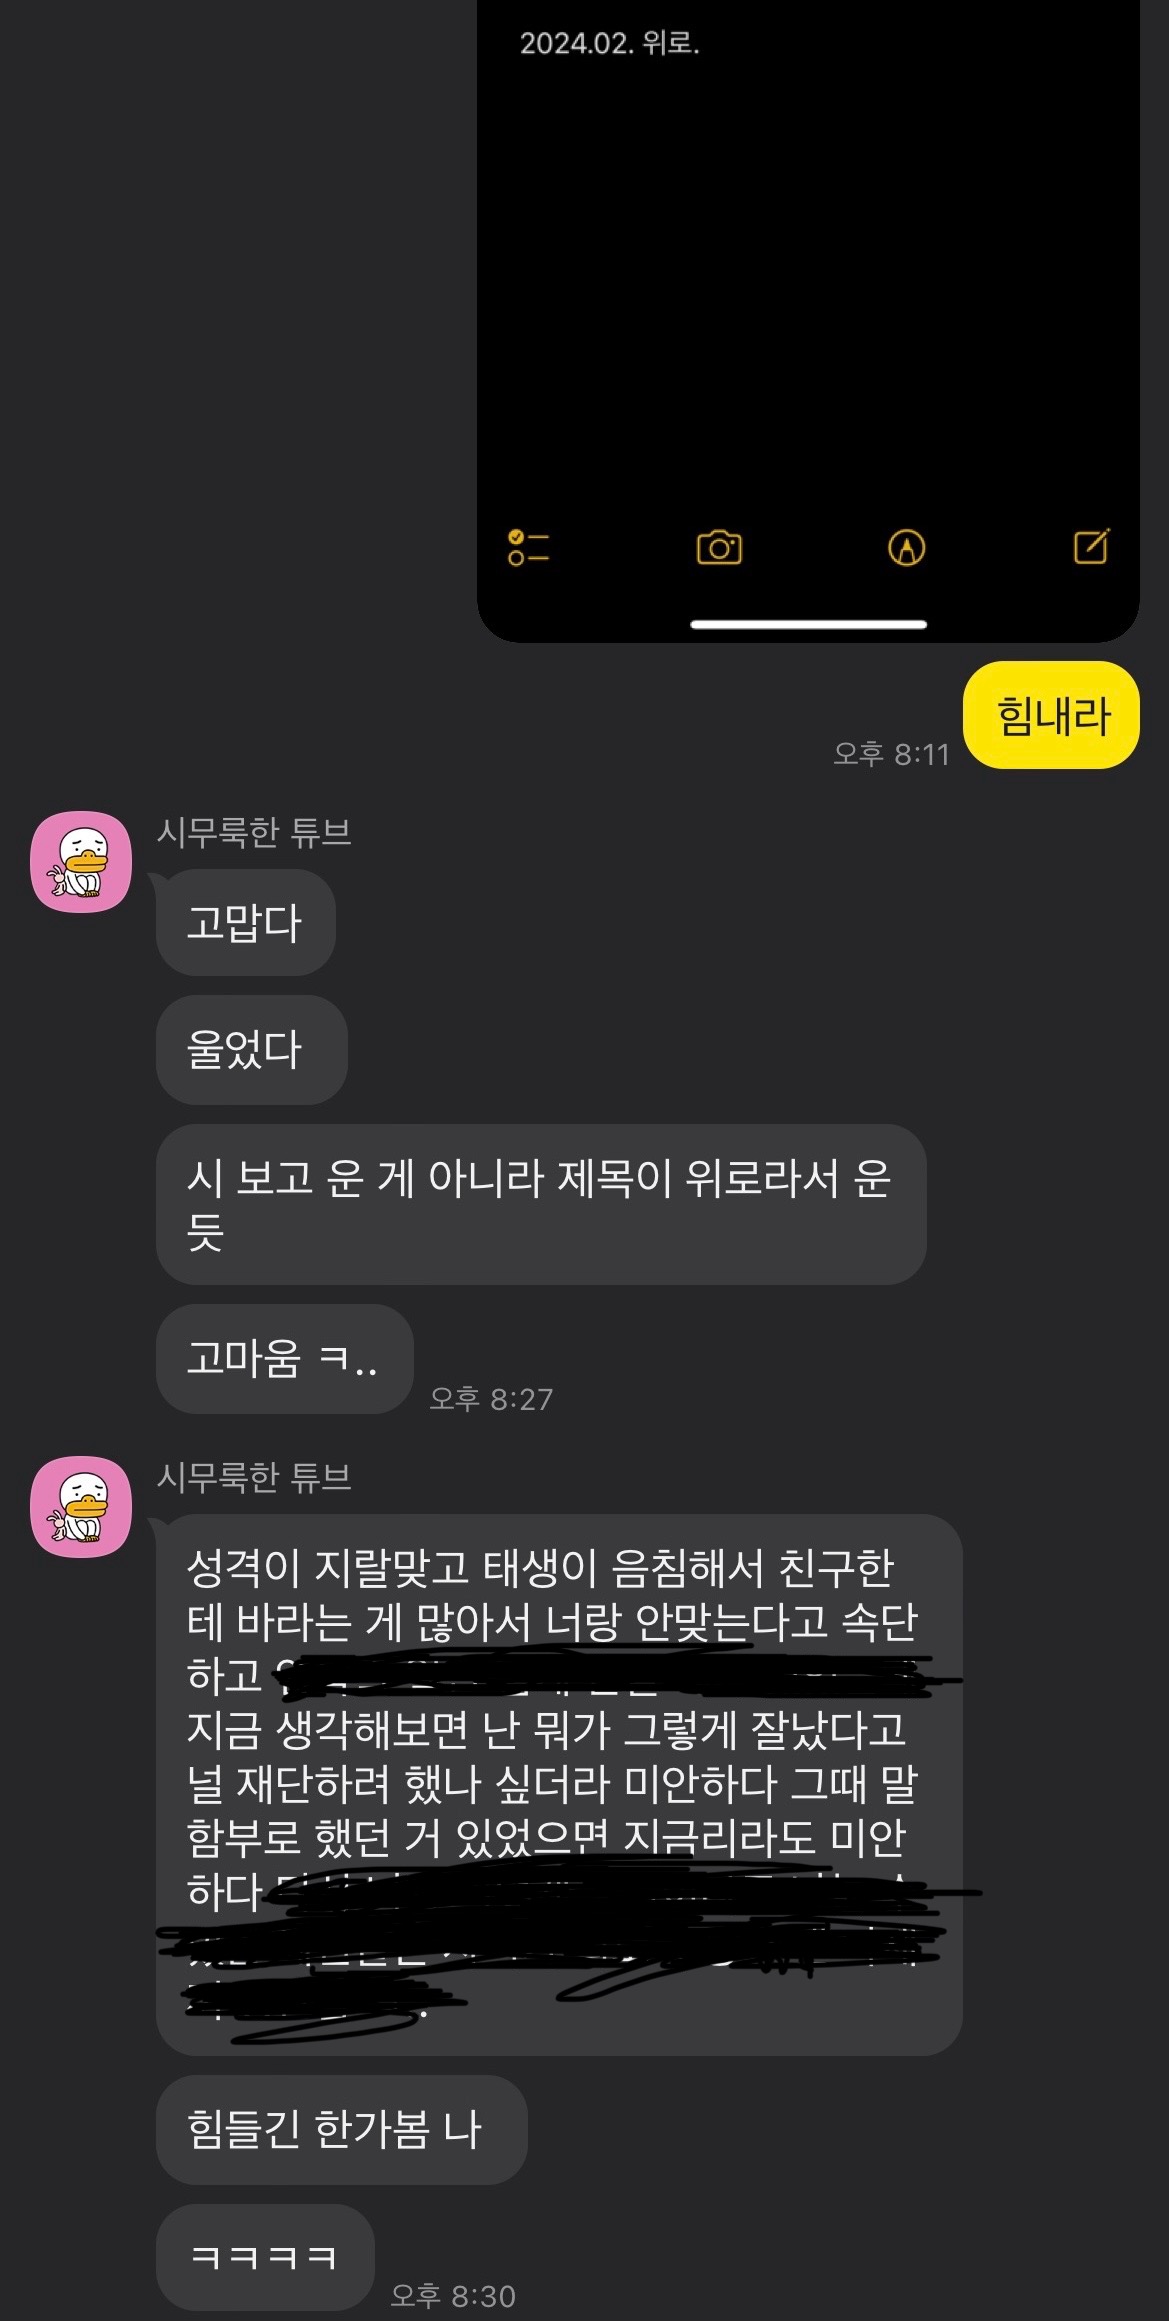 2024.02. 위로.
힘내라
오후 8:11
시무룩한 튜브
고맙다
울었다
시 보고 운 게 아니라 제목이 위로라서 운
듯
고마움 ㅋ..
오후 8:27
시무룩한 튜브
성격이 지랄맞고 태생이 음침해서 친구한
테 바라는 게 많아서 너랑 안맞는다고 속단
하고
지금 생각해보면 난 뭐가 그렇게 잘났다고
널 재단하려 했나 싶더라 미안하다 그때 말
함부로 했던 거 있었으면 지금리라도 미안
하다
힘들긴 한가봄 나
ㅋㅋㅋㅋ
오후 8:30